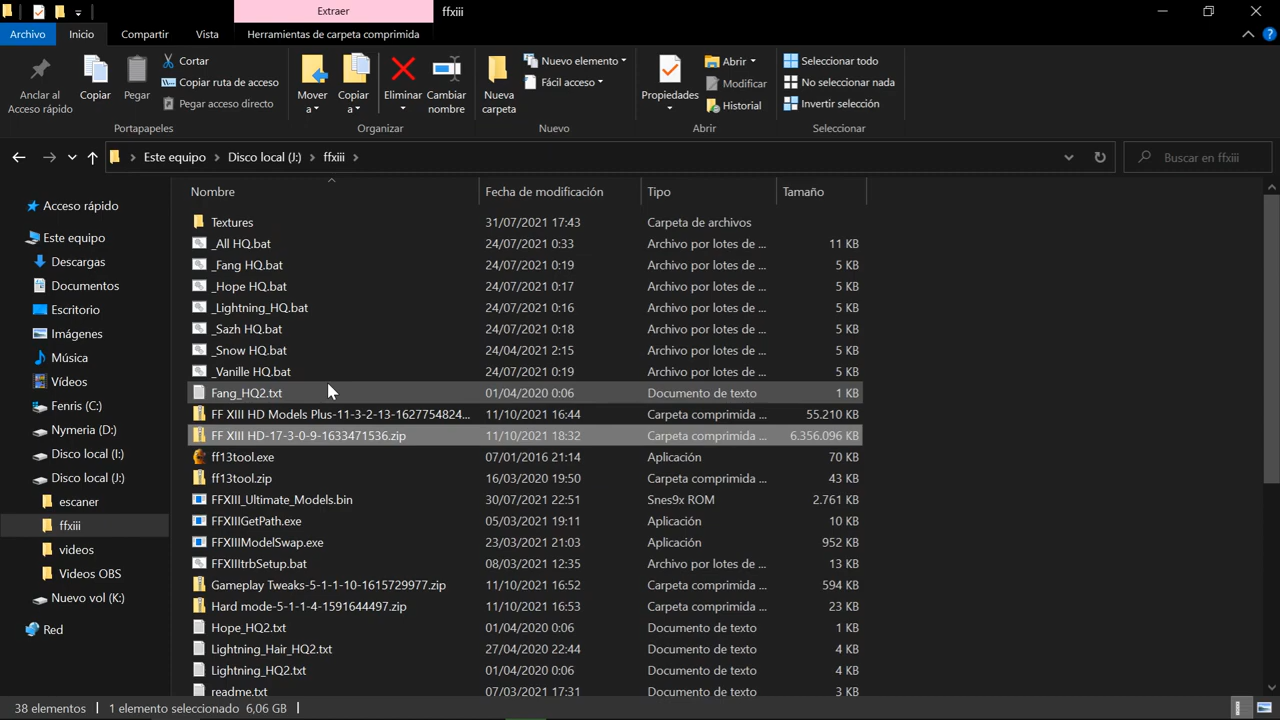 Extraer
ffxiii
Archivo
Inicio
Compartir
Vista
Herramientas de carpeta comprimida
Anclar al
Acceso rápido
Copiar
Pegar
Cortar
Copiar ruta de acceso
Pegar acceso directo
Portapapeles
Mover
a
Copiar
a
Eliminar
Cambiar
nombre
Organizar
Nueva
carpeta
Nuevo elemento
Fácil acceso
Nuevo
Propiedades
Abrir
Modificar
Historial
Abrir
Seleccionar todo
No seleccionar nada
Invertir selección
Seleccionar
Este equipo > Disco local (J:) > ffxiii >
Buscar en ffxiii
Acceso rápido
Este equipo
Descargas
Documentos
Escritorio
Imágenes
Música
Vídeos
Fenris (C:)
Nymeria (D:)
Disco local (I:)
Disco local (J:)
escaner
ffxiii
videos
Videos OBS
Nuevo vol (K:)
Red
Nombre Fecha de modificación Tipo Tamaño
Textures 31/07/2021 17:43 Carpeta de archivos
_All HQ.bat 24/07/2021 0:33 Archivo por lotes de ... 11 KB
_Fang HQ.bat 24/07/2021 0:19 Archivo por lotes de ... 5 KB
_Hope HQ.bat 24/07/2021 0:17 Archivo por lotes de ... 5 KB
_Lightning_HQ.bat 24/07/2021 0:16 Archivo por lotes de ... 5 KB
_Sazh HQ.bat 24/07/2021 0:18 Archivo por lotes de ... 5 KB
_Snow HQ.bat 24/04/2021 2:15 Archivo por lotes de ... 5 KB
_Vanille HQ.bat 24/07/2021 0:19 Archivo por lotes de ... 5 KB
Fang_HQ2.txt 01/04/2020 0:06 Documento de texto 1 KB
FF XIII HD Models Plus-11-3-2-13-1627754824... 11/10/2021 16:44 Carpeta comprimida ... 55.210 KB
FF XIII HD-17-3-0-9-1633471536.zip 11/10/2021 18:32 Carpeta comprimida ... 6.356.096 KB
ff13tool.exe 07/01/2016 21:14 Aplicación 70 KB
ff13tool.zip 16/03/2020 19:50 Carpeta comprimida ... 43 KB
FFXIII_Ultimate_Models.bin 30/07/2021 22:51 Snes9x ROM 2.761 KB
FFXIIIGetPath.exe 05/03/2021 19:11 Aplicación 10 KB
FFXIIIModelSwap.exe 23/03/2021 21:03 Aplicación 952 KB
FFXIIItrbSetup.bat 08/03/2021 12:35 Archivo por lotes de ... 13 KB
Gameplay Tweaks-5-1-1-10-1615729977.zip 11/10/2021 16:52 Carpeta comprimida ... 594 KB
Hard mode-5-1-1-4-1591644497.zip 11/10/2021 16:53 Carpeta comprimida ... 23 KB
Hope_HQ2.txt 01/04/2020 0:06 Documento de texto 1 KB
Lightning_Hair_HQ2.txt 27/04/2020 22:44 Documento de texto 4 KB
Lightning_HQ2.txt 01/04/2020 0:06 Documento de texto 4 KB
readme.txt 07/03/2021 17:31 Documento de texto 3 KB
38 elementos 1 elemento seleccionado 6,06 GB